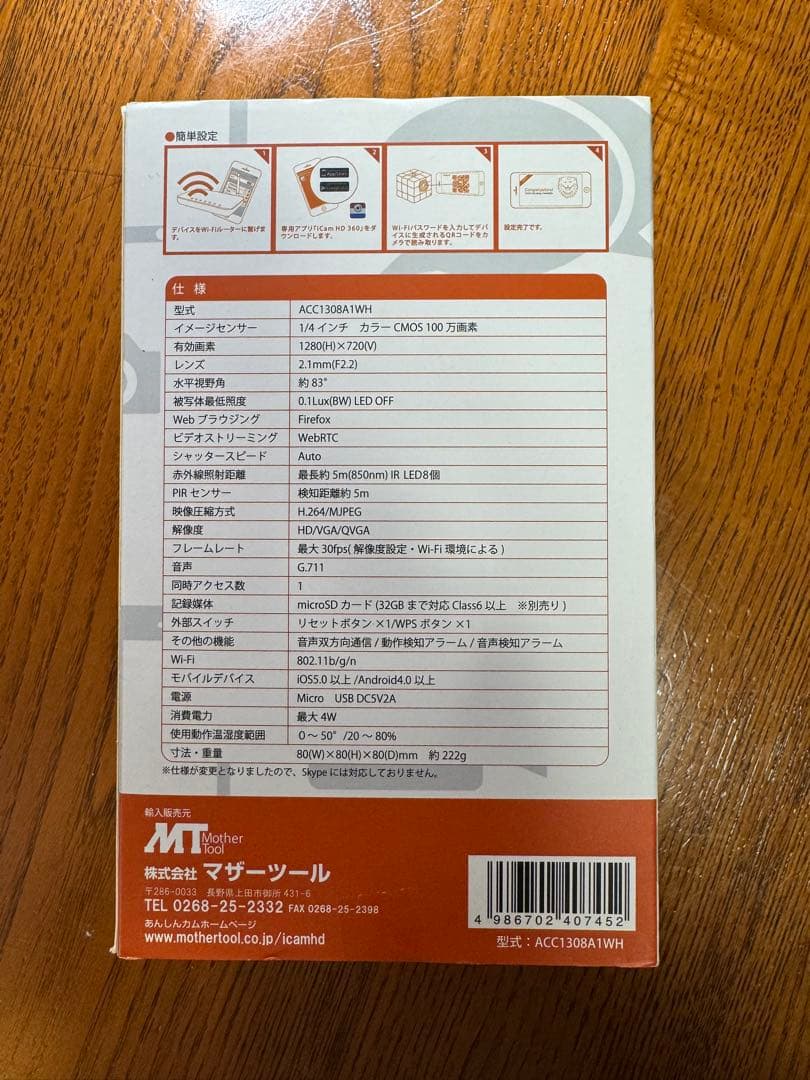 ●簡単設定
1
2
3
4
デバイスをWi-Fiルーターに繋げま
す。
専用アプリ「iCam HD 360」をダ
ウンロードします。
Wi-Fiパスワードを入力してデバ
イスに生成されるQRコードをカ
メラで読み取ります。
設定完了です。
仕 様
型式 ACC1308A1WH
イメージセンサー 1/4 インチ カラー CMOS 100 万画素
有効画素 1280(H)×720(V)
レンズ 2.1mm(F2.2)
水平視野角 約 83°
被写体最低照度 0.1Lux(BW) LED OFF
Web ブラウジング Firefox
ビデオストリーミング WebRTC
シャッタースピード Auto
赤外線照射距離 最長約 5m(850nm) IR LED8個
PIR センサー 検知距離約 5m
映像圧縮方式 H.264/MJPEG
解像度 HD/VGA/QVGA
フレームレート 最大 30fps( 解像度設定・Wi-Fi 環境による )
音声 G.711
同時アクセス数 1
記録媒体 microSD カード (32GB まで対応 Class6 以上 ※別売り )
外部スイッチ リセットボタン ×1/WPS ボタン ×1
その他の機能 音声双方向通信 / 動作検知アラーム / 音声検知アラーム
Wi-Fi 802.11b/g/n
モバイルデバイス iOS5.0 以上 /Android4.0 以上
電源 Micro USB DC5V2A
消費電力 最大 4W
使用動作温湿度範囲 0 ～ 50° /20 ～ 80%
寸法・重量 80(W)×80(H)×80(D)mm 約 222g
※仕様が変更となりましたので、Skype には対応しておりません。
輸入販売元
MT Mother
Tool
株式会社 マザーツール
〒286-0033 長野県上田市御所 431-6
TEL 0268-25-2332 FAX 0268-25-2398
あんしんカムホームページ
www.mothertool.co.jp/icamhd
4 986702 407452
型式：ACC1308A1WH